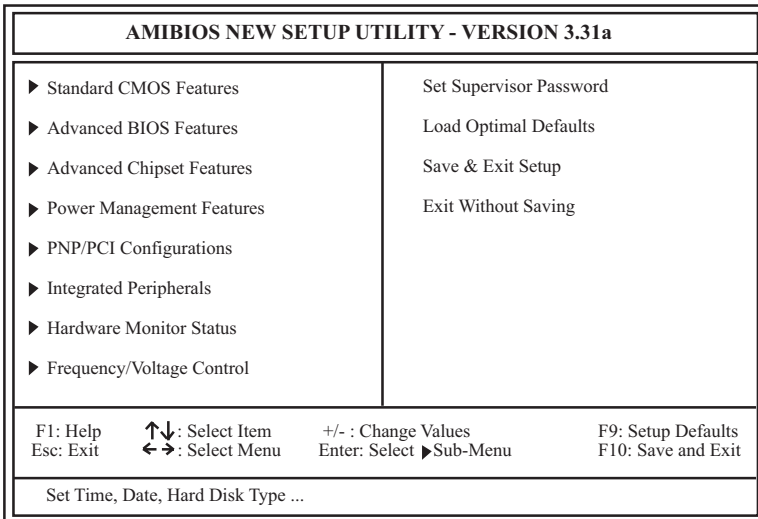 AMIBIOS NEW SETUP UTILITY - VERSION 3.31a
▶ Standard CMOS Features
▶ Advanced BIOS Features
▶ Advanced Chipset Features
▶ Power Management Features
▶ PNP/PCI Configurations
▶ Integrated Peripherals
▶ Hardware Monitor Status
▶ Frequency/Voltage Control
Set Supervisor Password
Load Optimal Defaults
Save & Exit Setup
Exit Without Saving
F1: Help ↑↓: Select Item +/- : Change Values F9: Setup Defaults
Esc: Exit ←→: Select Menu Enter: Select ▶Sub-Menu F10: Save and Exit
Set Time, Date, Hard Disk Type ...